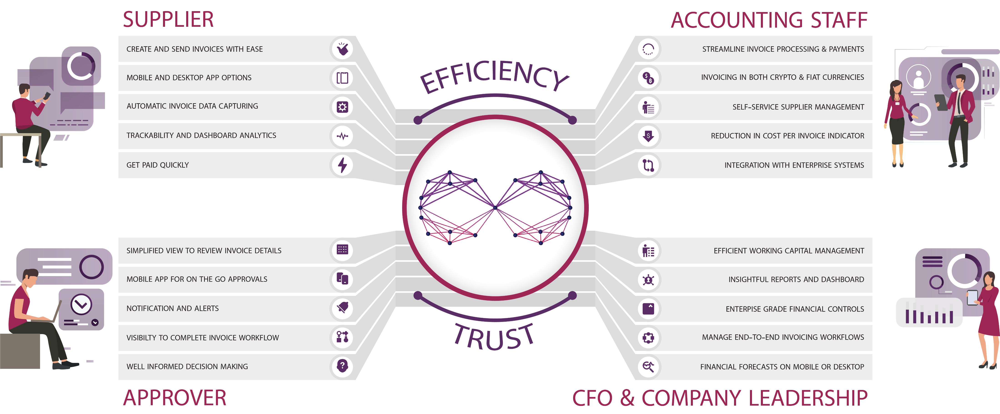 SUPPLIER
CREATE AND SEND INVOICES WITH EASE
MOBILE AND DESKTOP APP OPTIONS
AUTOMATIC INVOICE DATA CAPTURING
TRACKABILITY AND DASHBOARD ANALYTICS
GET PAID QUICKLY
EFFICIENCY
ACCOUNTING STAFF
STREAMLINE INVOICE PROCESSING & PAYMENTS
INVOICING IN BOTH CRYPTO & FIAT CURRENCIES
SELF-SERVICE SUPPLIER MANAGEMENT
REDUCTION IN COST PER INVOICE INDICATOR
INTEGRATION WITH ENTERPRISE SYSTEMS
SIMPLIFIED VIEW TO REVIEW INVOICE DETAILS
MOBILE APP FOR ON THE GO APPROVALS
NOTIFICATION AND ALERTS
VISIBILTY TO COMPLETE INVOICE WORKFLOW
WELL INFORMED DECISION MAKING
APPROVER
TRUST
EFFICIENT WORKING CAPITAL MANAGEMENT
INSIGHTFUL REPORTS AND DASHBOARD
ENTERPISE GRADE FINANCIAL CONTROLS
MANAGE END-TO-END INVOICING WORKFLOWS
FINANCIAL FORECASTS ON MOBILE OR DESKTOP
CFO & COMPANY LEADERSHIP